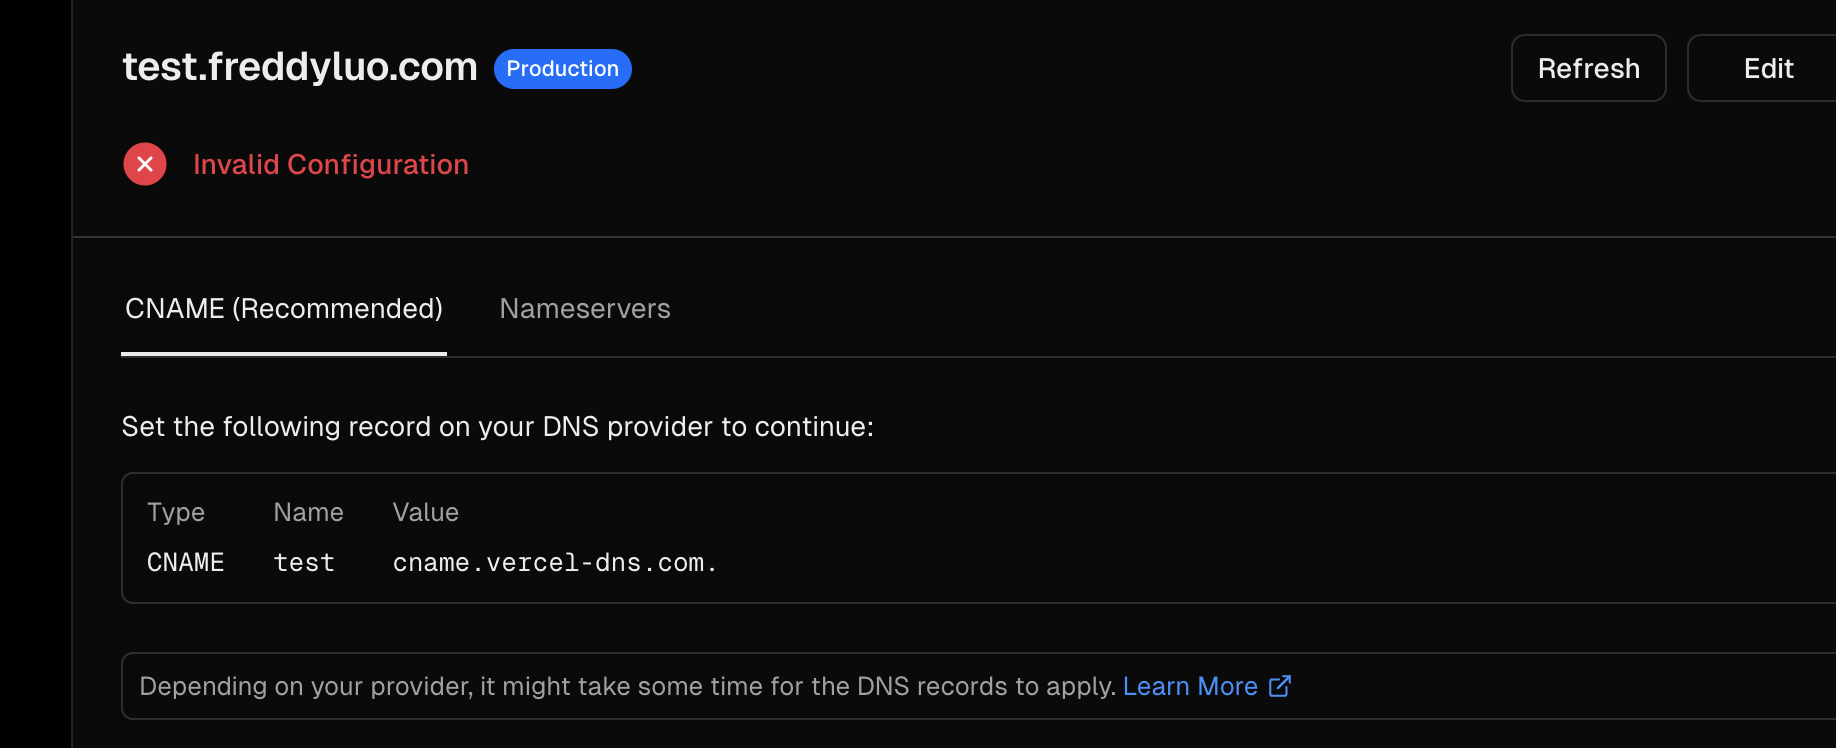 test.freddyluo.com Production Refresh Edit
Invalid Configuration
CNAME (Recommended) Nameservers
Set the following record on your DNS provider to continue:
Type Name Value
CNAME test cname.vercel-dns.com.
Depending on your provider, it might take some time for the DNS records to apply. Learn More